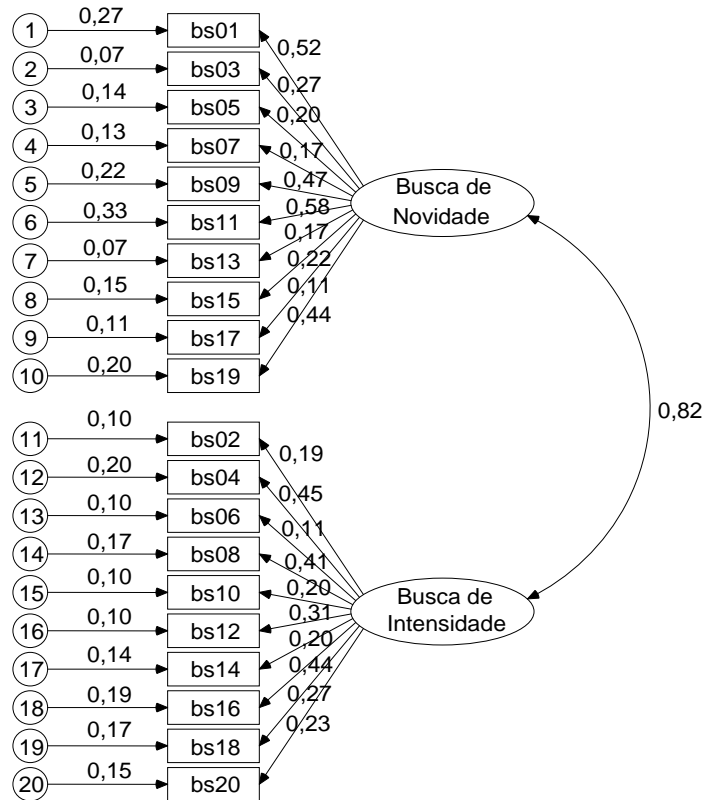 1 0,27 bs01 0,52
2 0,07 bs03 0,27
3 0,14 bs05 0,20
4 0,13 bs07 0,17
5 0,22 bs09 0,47
6 0,33 bs11 0,58
7 0,07 bs13 0,17
8 0,15 bs15 0,22
9 0,11 bs17 0,11
10 0,20 bs19 0,44
Busca de
Novidade
0,82
11 0,10 bs02 0,19
12 0,20 bs04 0,45
13 0,10 bs06 0,11
14 0,17 bs08 0,41
15 0,10 bs10 0,20
16 0,10 bs12 0,31
17 0,14 bs14 0,20
18 0,19 bs16 0,44
19 0,17 bs18 0,27
20 0,15 bs20 0,23
Busca de
Intensidade